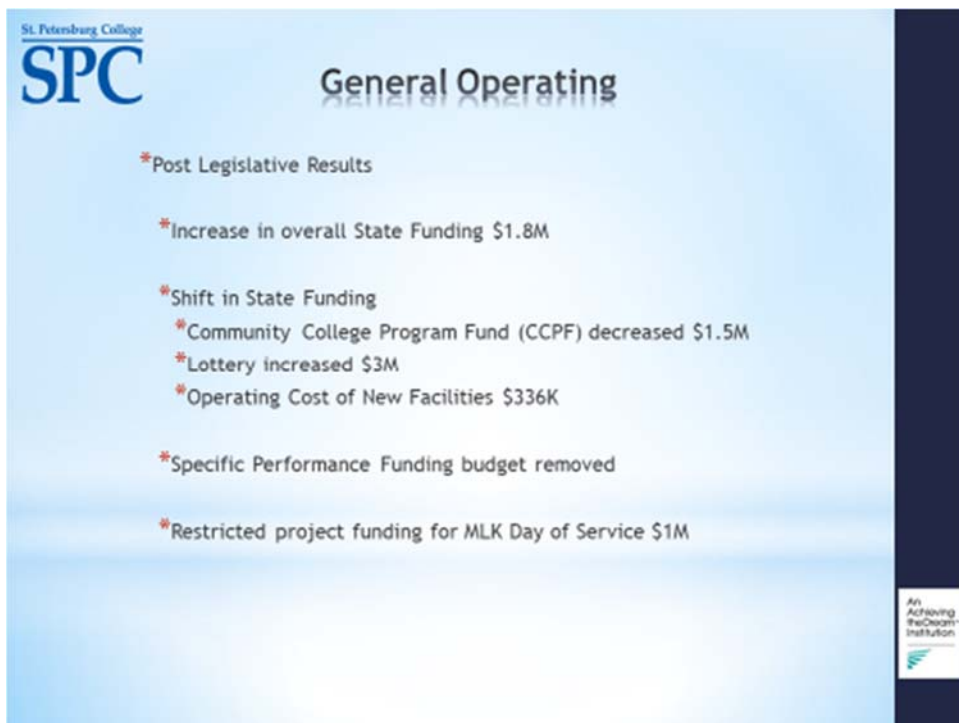 St. Petersburg College
SPC
General Operating
*Post Legislative Results
*Increase in overall State Funding $1.8M
*Shift in State Funding
*Community College Program Fund (CCPF) decreased $1.5M
*Lottery increased $3M
*Operating Cost of New Facilities $336K
*Specific Performance Funding budget removed
*Restricted project funding for MLK Day of Service $1M
An
Achieving
the Dream
Institution